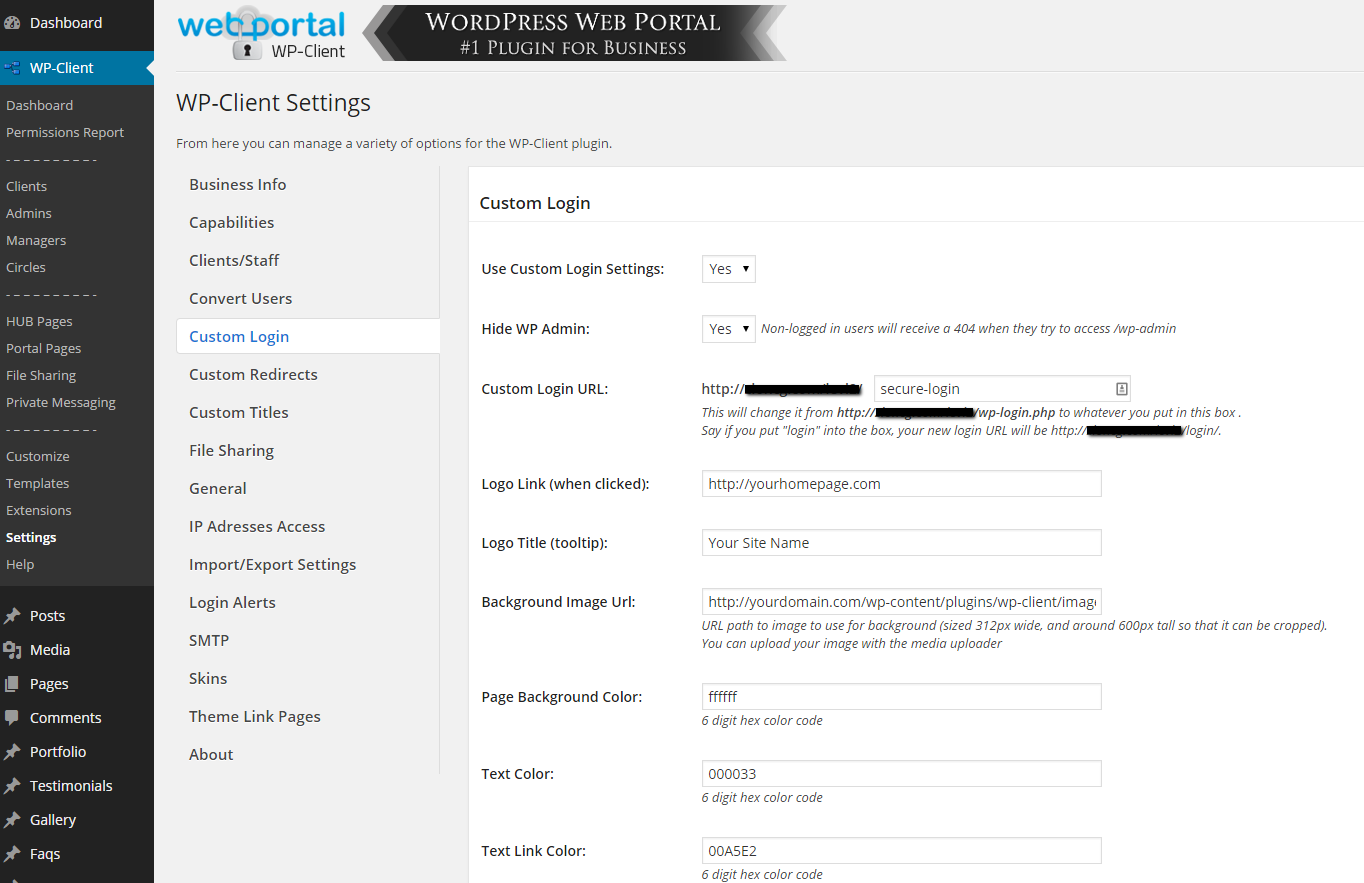 Dashboard
WP-Client
Dashboard
Permissions Report
- - - - - - - - - -
Clients
Admins
Managers
Circles
- - - - - - - - - -
HUB Pages
Portal Pages
File Sharing
Private Messaging
- - - - - - - - - -
Customize
Templates
Extensions
Settings
Help
Posts
Media
Pages
Comments
Portfolio
Testimonials
Gallery
Faqs
web portal
WP-Client
WordPress Web Portal
#1 Plugin for Business
WP-Client Settings
From here you can manage a variety of options for the WP-Client plugin.
Business Info
Capabilities
Clients/Staff
Convert Users
Custom Login
Custom Redirects
Custom Titles
File Sharing
General
IP Adresses Access
Import/Export Settings
Login Alerts
SMTP
Skins
Theme Link Pages
About
Custom Login
Use Custom Login Settings: Yes
Hide WP Admin: Yes Non-logged in users will receive a 404 when they try to access /wp-admin
Custom Login URL: http:// / secure-login
This will change it from http:// /wp-login.php to whatever you put in this box .
Say if you put "login" into the box, your new login URL will be http:// /login/.
Logo Link (when clicked): http://yourhomepage.com
Logo Title (tooltip): Your Site Name
Background Image Url: http://yourdomain.com/wp-content/plugins/wp-client/image
URL path to image to use for background (sized 312px wide, and around 600px tall so that it can be cropped).
You can upload your image with the media uploader
Page Background Color: ffffff
6 digit hex color code
Text Color: 000033
6 digit hex color code
Text Link Color: 00A5E2
6 digit hex color code